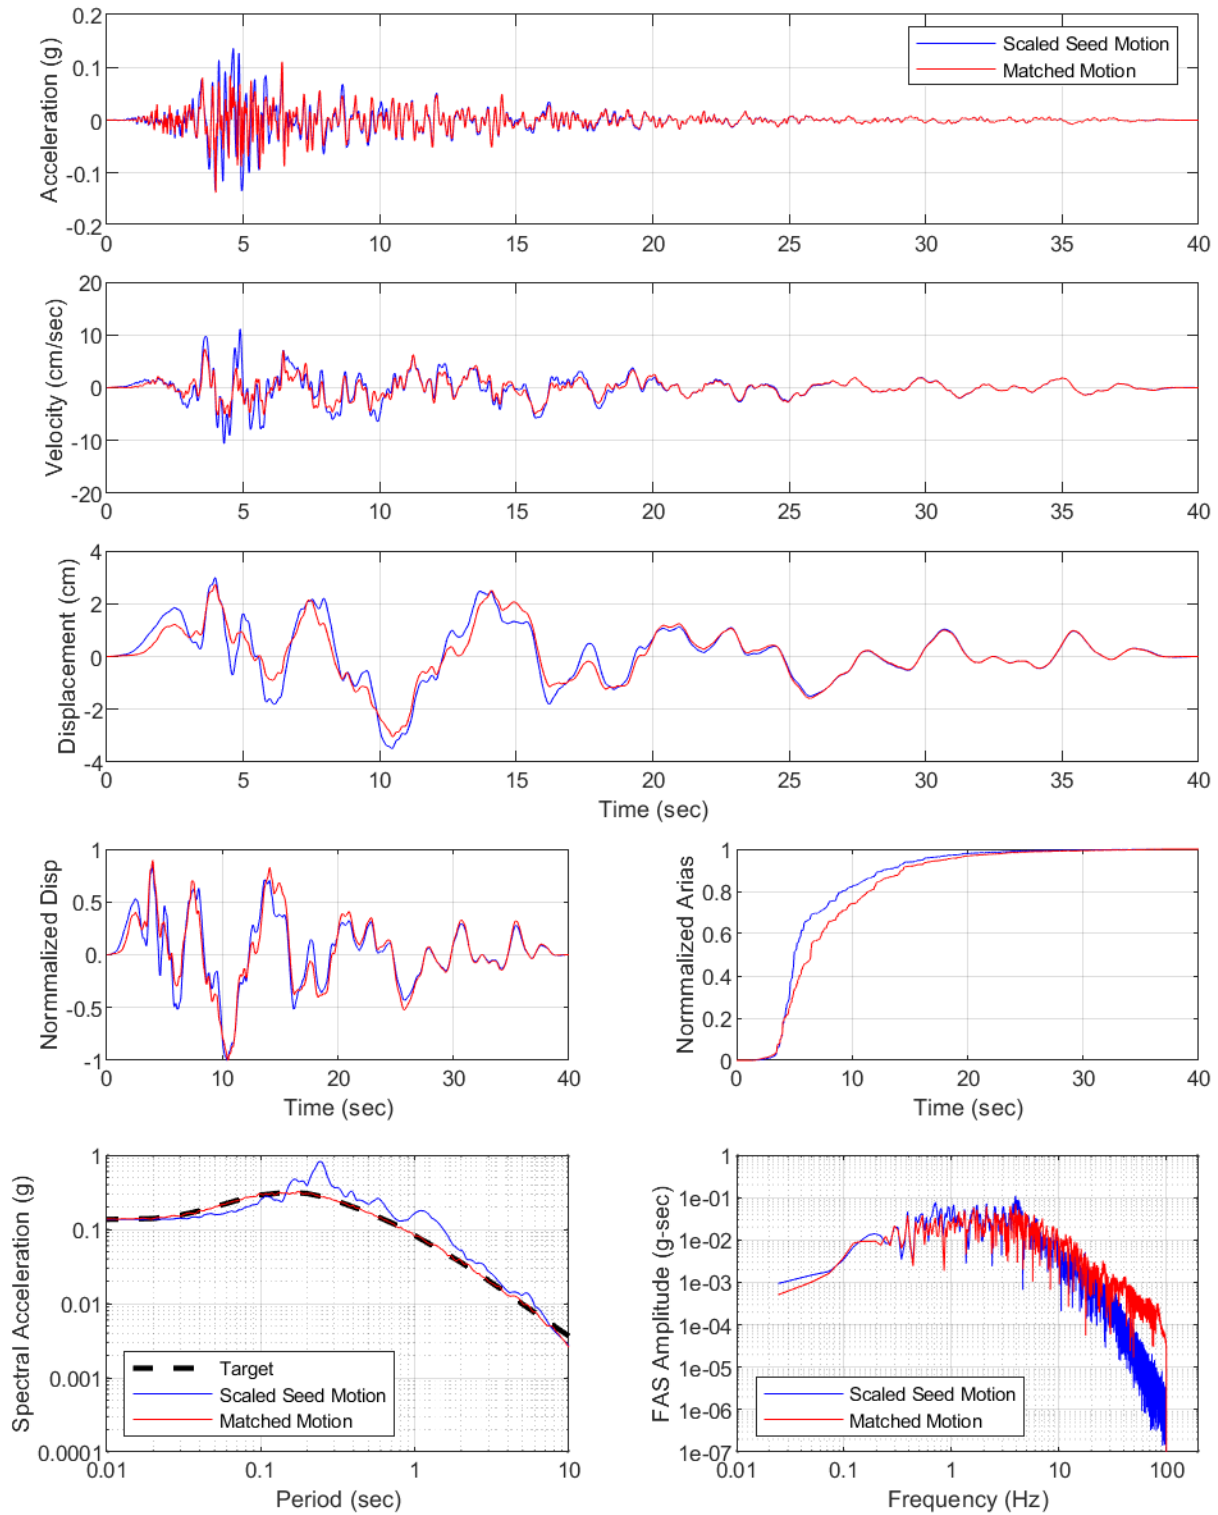 0.2
0.1
0
-0.1
-0.2
Acceleration (g)
Scaled Seed Motion
Matched Motion
0 5 10 15 20 25 30 35 40
20
10
0
-10
-20
Velocity (cm/sec)
0 5 10 15 20 25 30 35 40
4
2
0
-2
-4
Displacement (cm)
0 5 10 15 20 25 30 35 40
Time (sec)
1
0.5
0
-0.5
-1
Normmalized Disp
0 10 20 30 40
Time (sec)
1
0.8
0.6
0.4
0.2
0
Normmalized Arias
0 10 20 30 40
Time (sec)
1
0.1
0.01
0.001
0.0001
Spectral Acceleration (g)
Target
Scaled Seed Motion
Matched Motion
0.01 0.1 1 10
Period (sec)
1
1e-01
1e-02
1e-03
1e-04
1e-05
1e-06
1e-07
FAS Amplitude (g-sec)
Scaled Seed Motion
Matched Motion
0.01 0.1 1 10 100
Frequency (Hz)